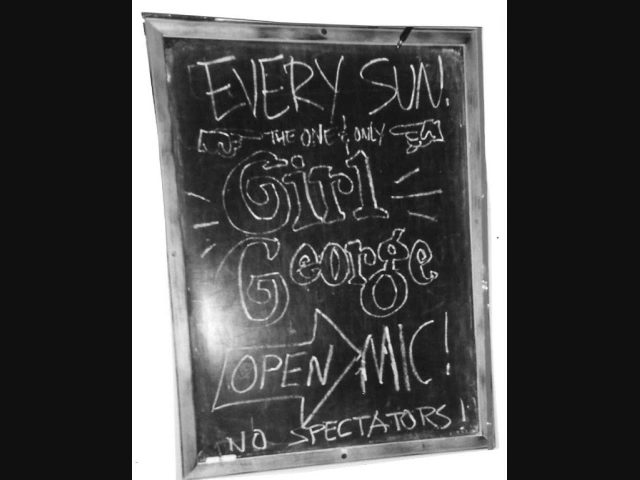 EVERY SUN.
THE ONE & ONLY
Girl
George
OPEN MIC!
NO SPECTATORS!